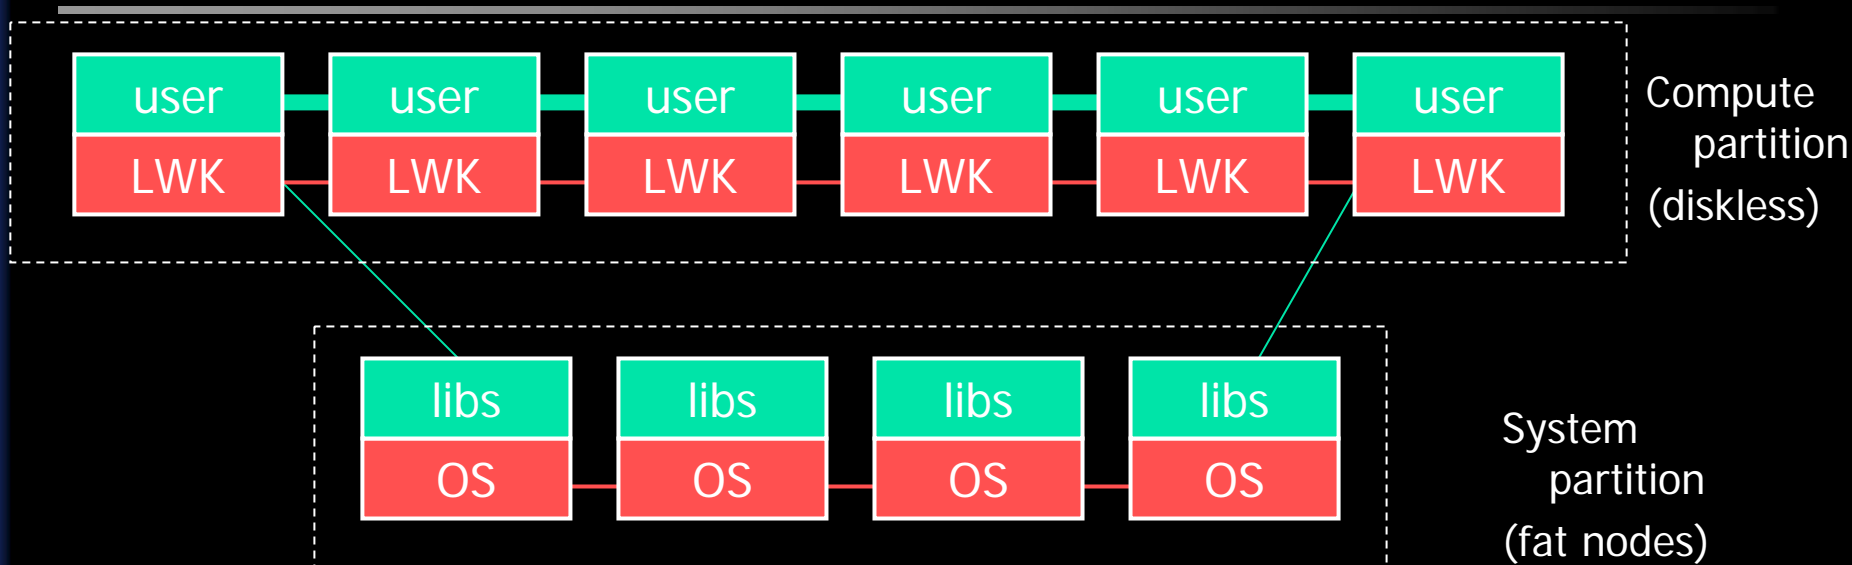 user user user user user user
LWK LWK LWK LWK LWK LWK
Compute
partition
(diskless)
libs libs libs libs
OS OS OS OS
System
partition
(fat nodes)